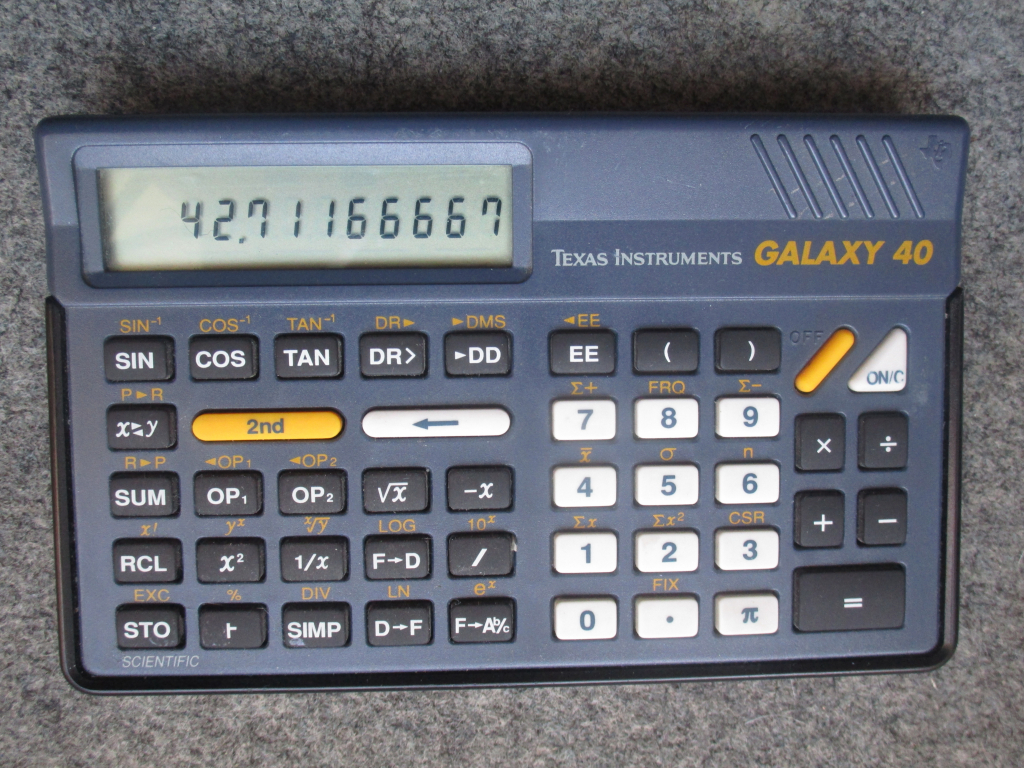 42.71166667
TEXAS INSTRUMENTS GALAXY 40
SIN⁻¹ COS⁻¹ TAN⁻¹ DR► ►DMS ◄EE OFF
SIN COS TAN DR> ►DD EE ( ) ON/C
P►R Σ+ FRQ Σ−
x⇆y 2nd ← 7 8 9 × ÷
R►P ◄OP₁ ◄OP₂ x̄ σ n
SUM OP₁ OP₂ √x −x 4 5 6 + −
x! yˣ ˣ√y LOG 10ˣ Σx Σx² CSR
RCL x² 1/x F→D / 1 2 3 =
EXC % DIV LN eˣ FIX
STO ⊦ SIMP D→F F→Ab/c 0 . π
SCIENTIFIC